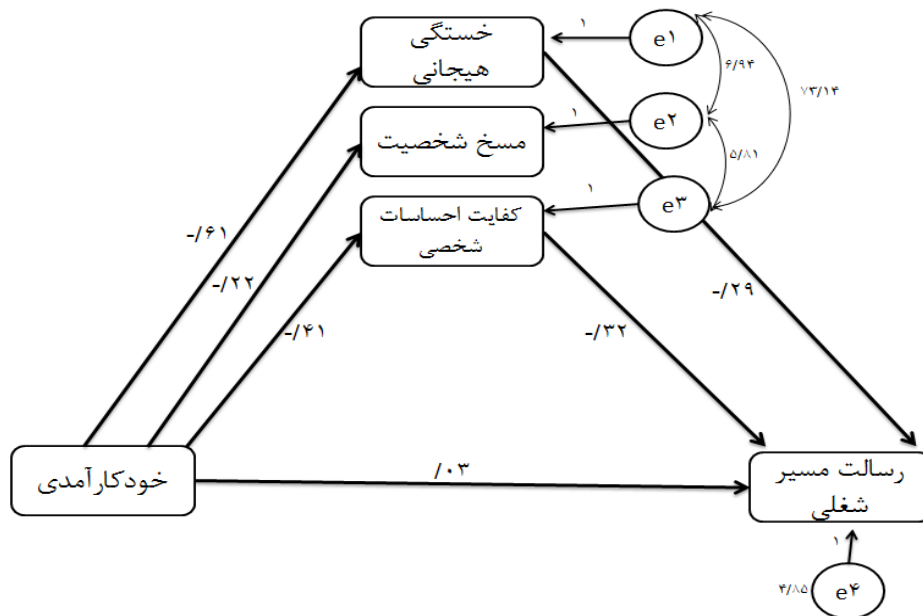 خستگی
هیجانی
۱
e۱
۶/۹۴
۷۳/۱۴
مسخ شخصیت
۱
e۲
۵/۸۱
کفایت احساسات
شخصی
۱
e۳
-/۶۱
-/۲۲
-/۴۱
-/۳۲
-/۲۹
خودکارآمدی
/۰۳
رسالت مسیر
شغلی
۱
۴/۸۵
e۴